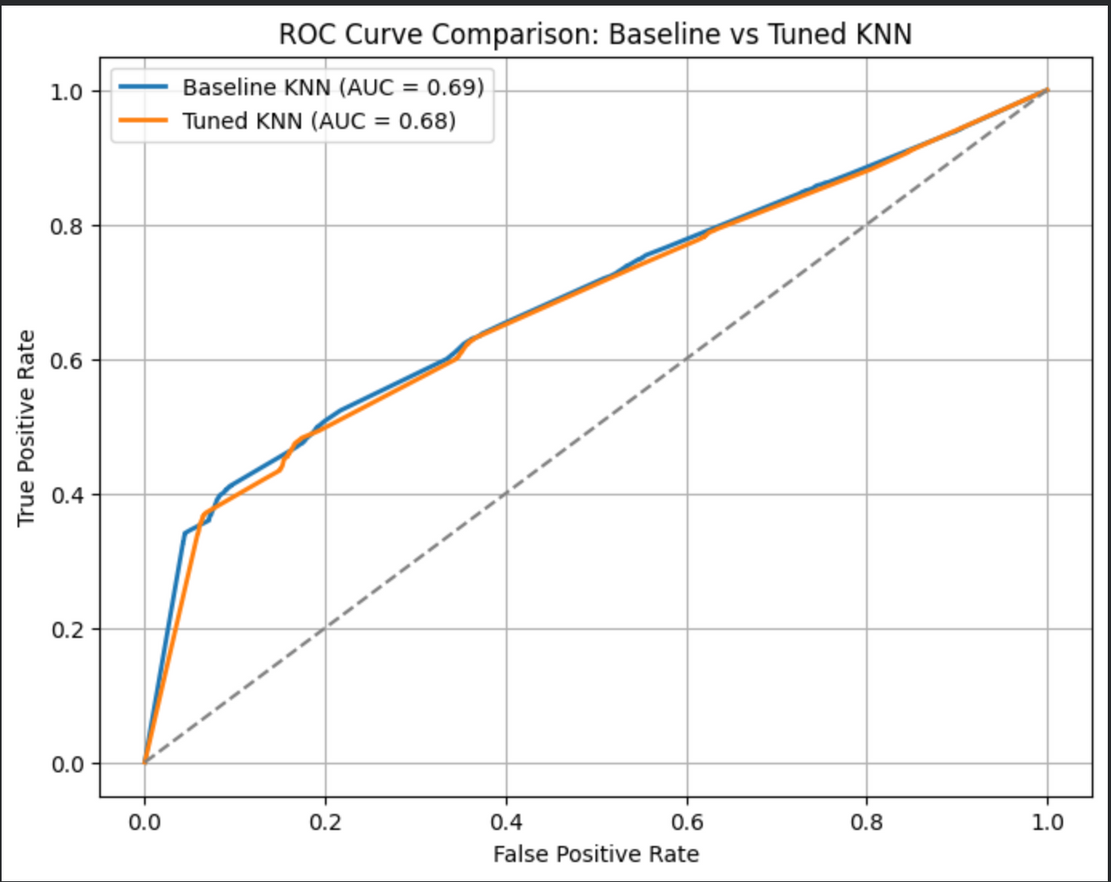 ROC Curve Comparison: Baseline vs Tuned KNN
Baseline KNN (AUC = 0.69)
Tuned KNN (AUC = 0.68)
1.0
0.8
0.6
0.4
0.2
0.0
True Positive Rate
0.0 0.2 0.4 0.6 0.8 1.0
False Positive Rate